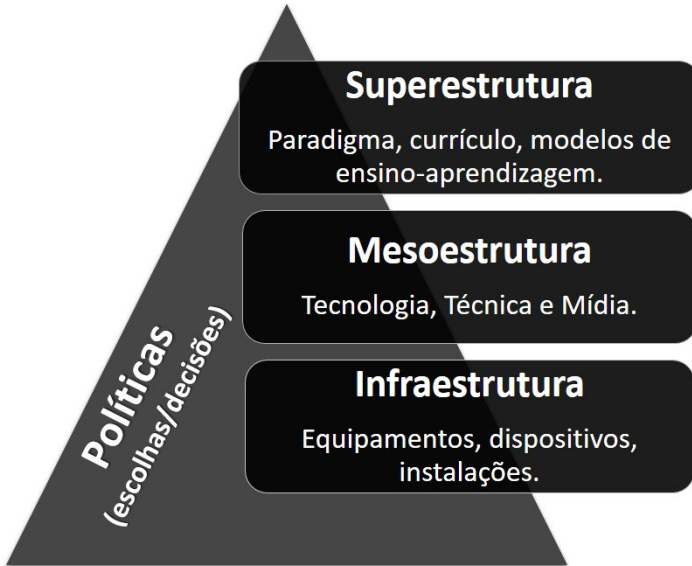 Superestrutura
Paradigma, currículo, modelos de
ensino-aprendizagem.
Mesoestrutura
Tecnologia, Técnica e Mídia.
Infraestrutura
Equipamentos, dispositivos,
instalações.
Políticas
(escolhas/decisões)